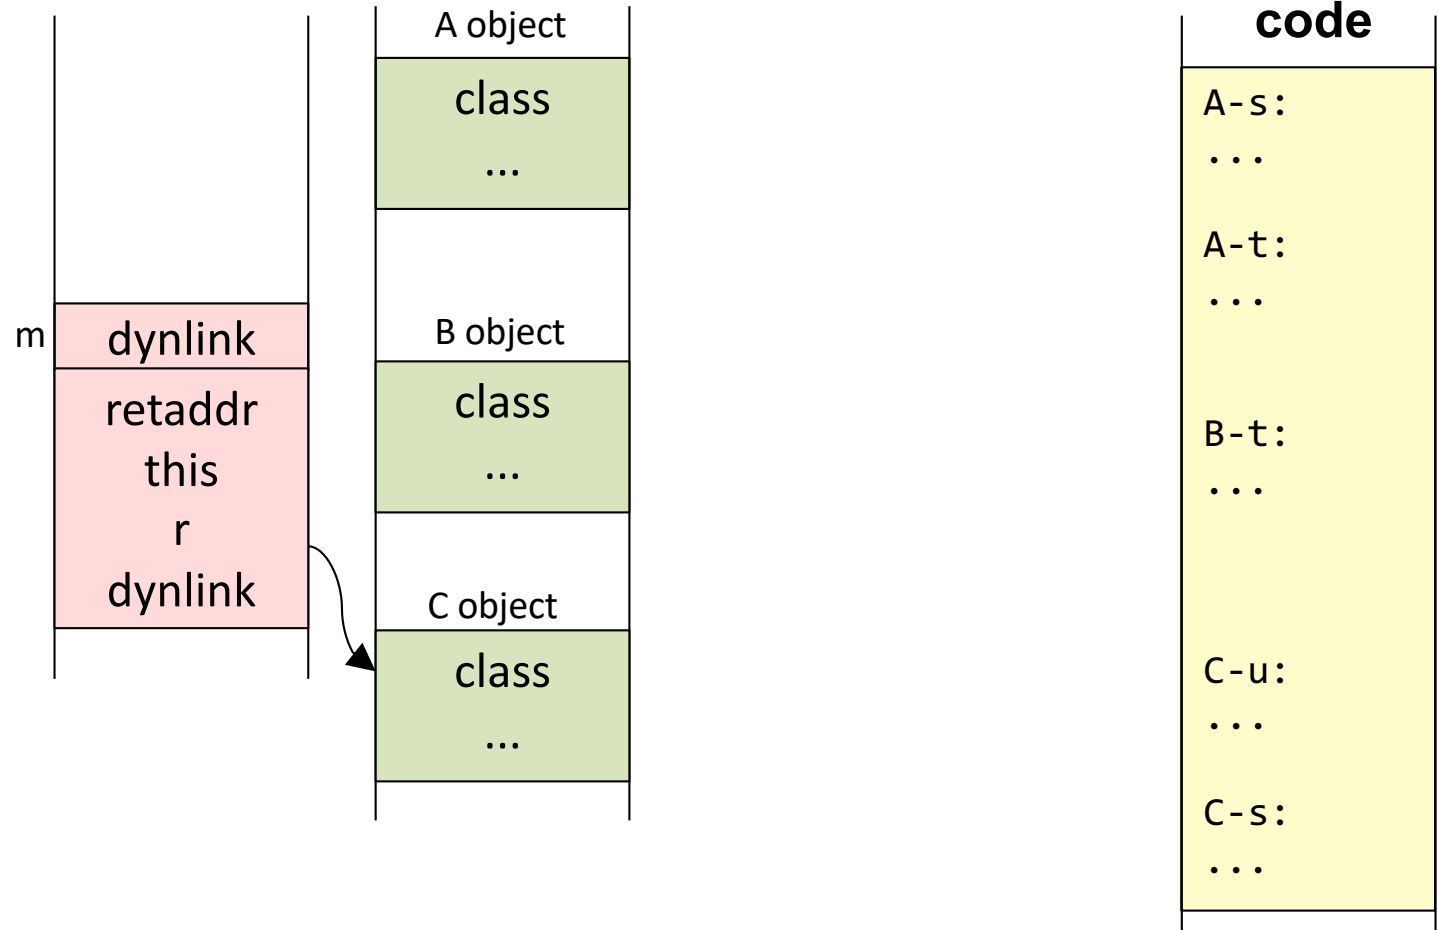 m
dynlink
retaddr
this
r
dynlink
A object
class
...
B object
class
...
C object
class
...
code
A-s:
...
A-t:
...
B-t:
...
C-u:
...
C-s:
...